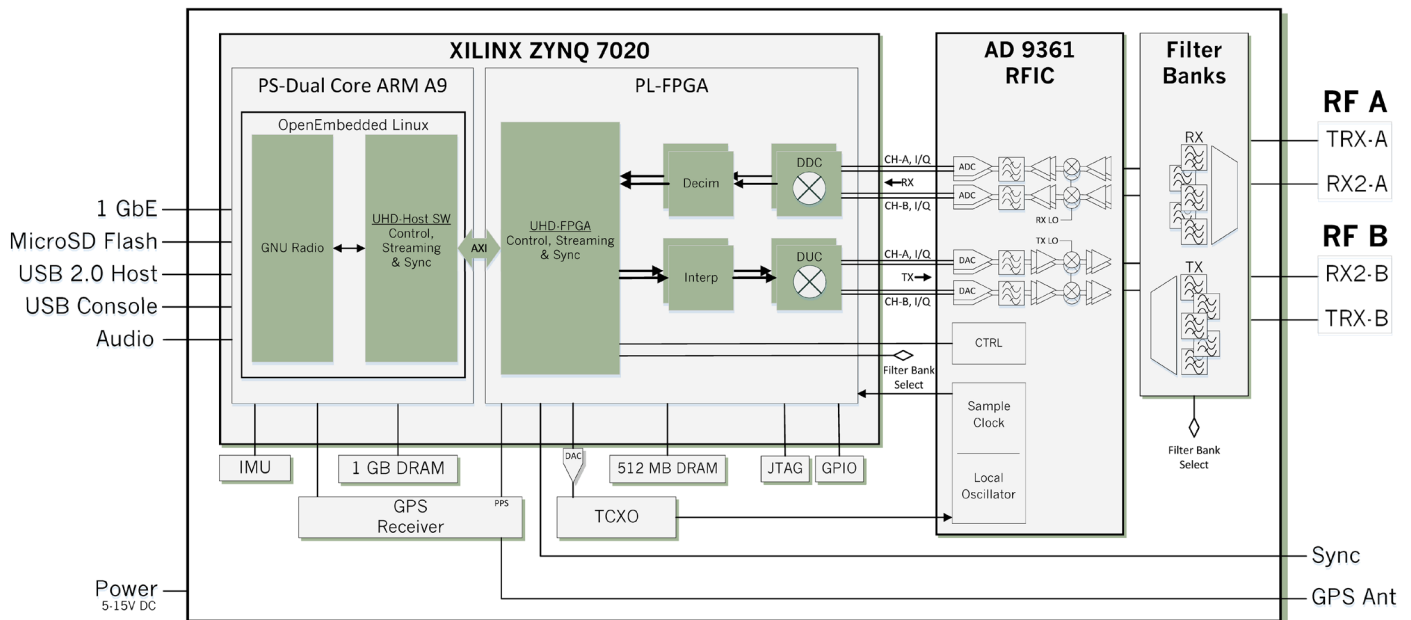 XILINX ZYNQ 7020
PS-Dual Core ARM A9
OpenEmbedded Linux
GNU Radio
UHD-Host SW
Control,
Streaming
& Sync
AXI
PL-FPGA
UHD-FPGA
Control, Streaming
& Sync
Decim
DDC
Interp
DUC
CH-A, I/Q
RX
CH-B, I/Q
CH-A, I/Q
TX
CH-B, I/Q
Filter Bank
Select
AD 9361
RFIC
ADC
ADC
RX LO
TX LO
DAC
DAC
CTRL
Sample
Clock
Local
Oscillator
Filter
Banks
RX
TX
Filter Bank
Select
RF A
TRX-A
RX2-A
RF B
RX2-B
TRX-B
1 GbE
MicroSD Flash
USB 2.0 Host
USB Console
Audio
IMU
1 GB DRAM
DAC
512 MB DRAM
JTAG
GPIO
GPS
Receiver
PPS
TCXO
Sync
GPS Ant
Power
5-15V DC